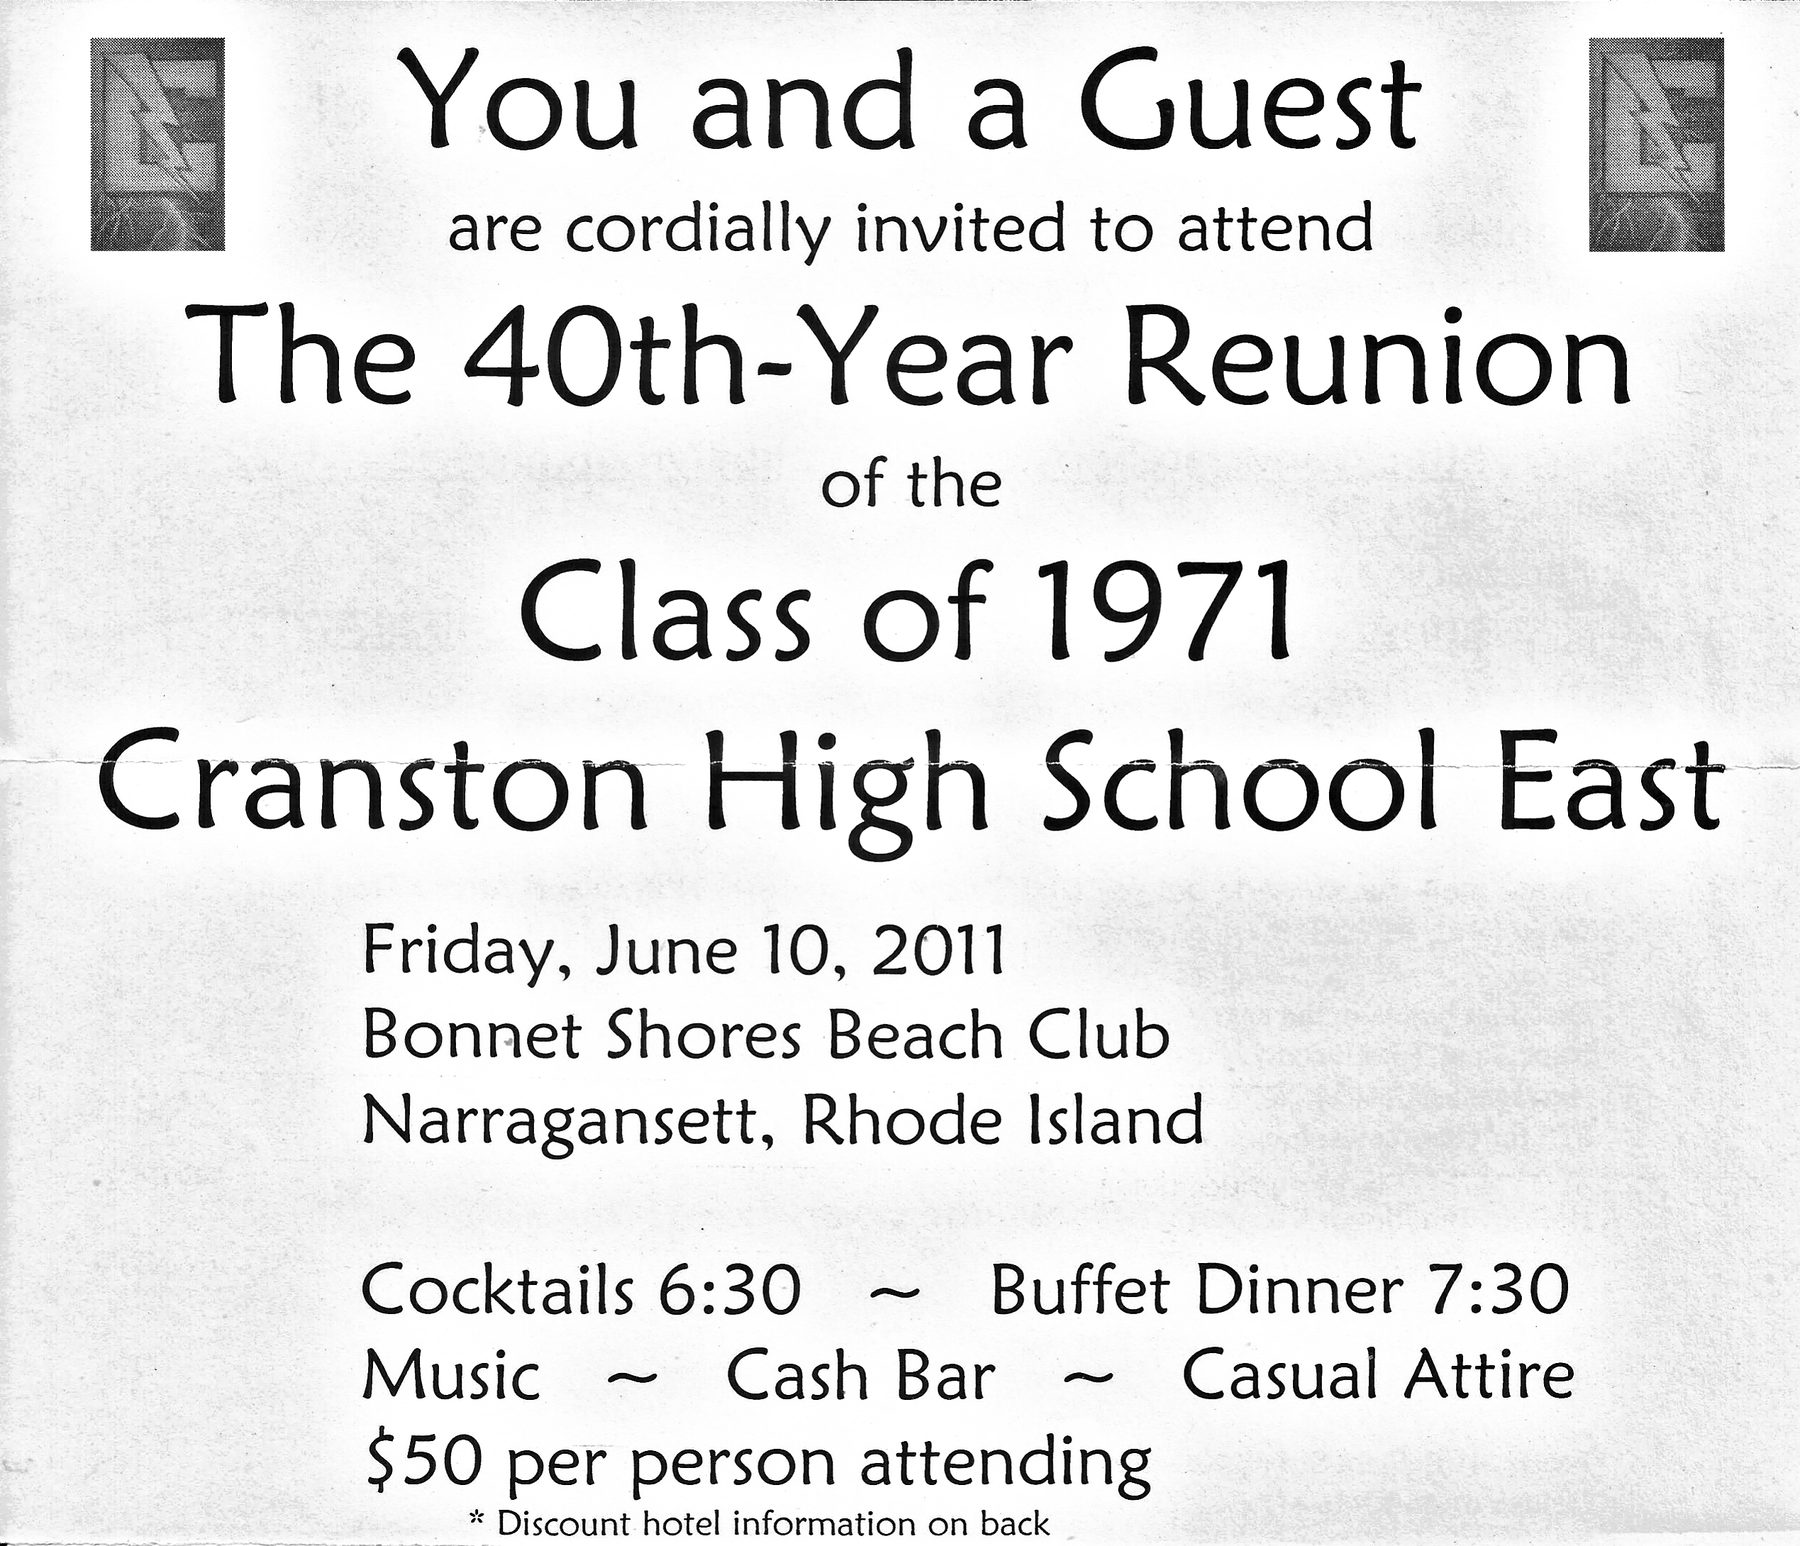 You and a Guest
are cordially invited to attend
The 40th-Year Reunion
of the
Class of 1971
Cranston High School East
Friday, June 10, 2011
Bonnet Shores Beach Club
Narragansett, Rhode Island
Cocktails 6:30 ~ Buffet Dinner 7:30
Music ~ Cash Bar ~ Casual Attire
$50 per person attending
* Discount hotel information on back